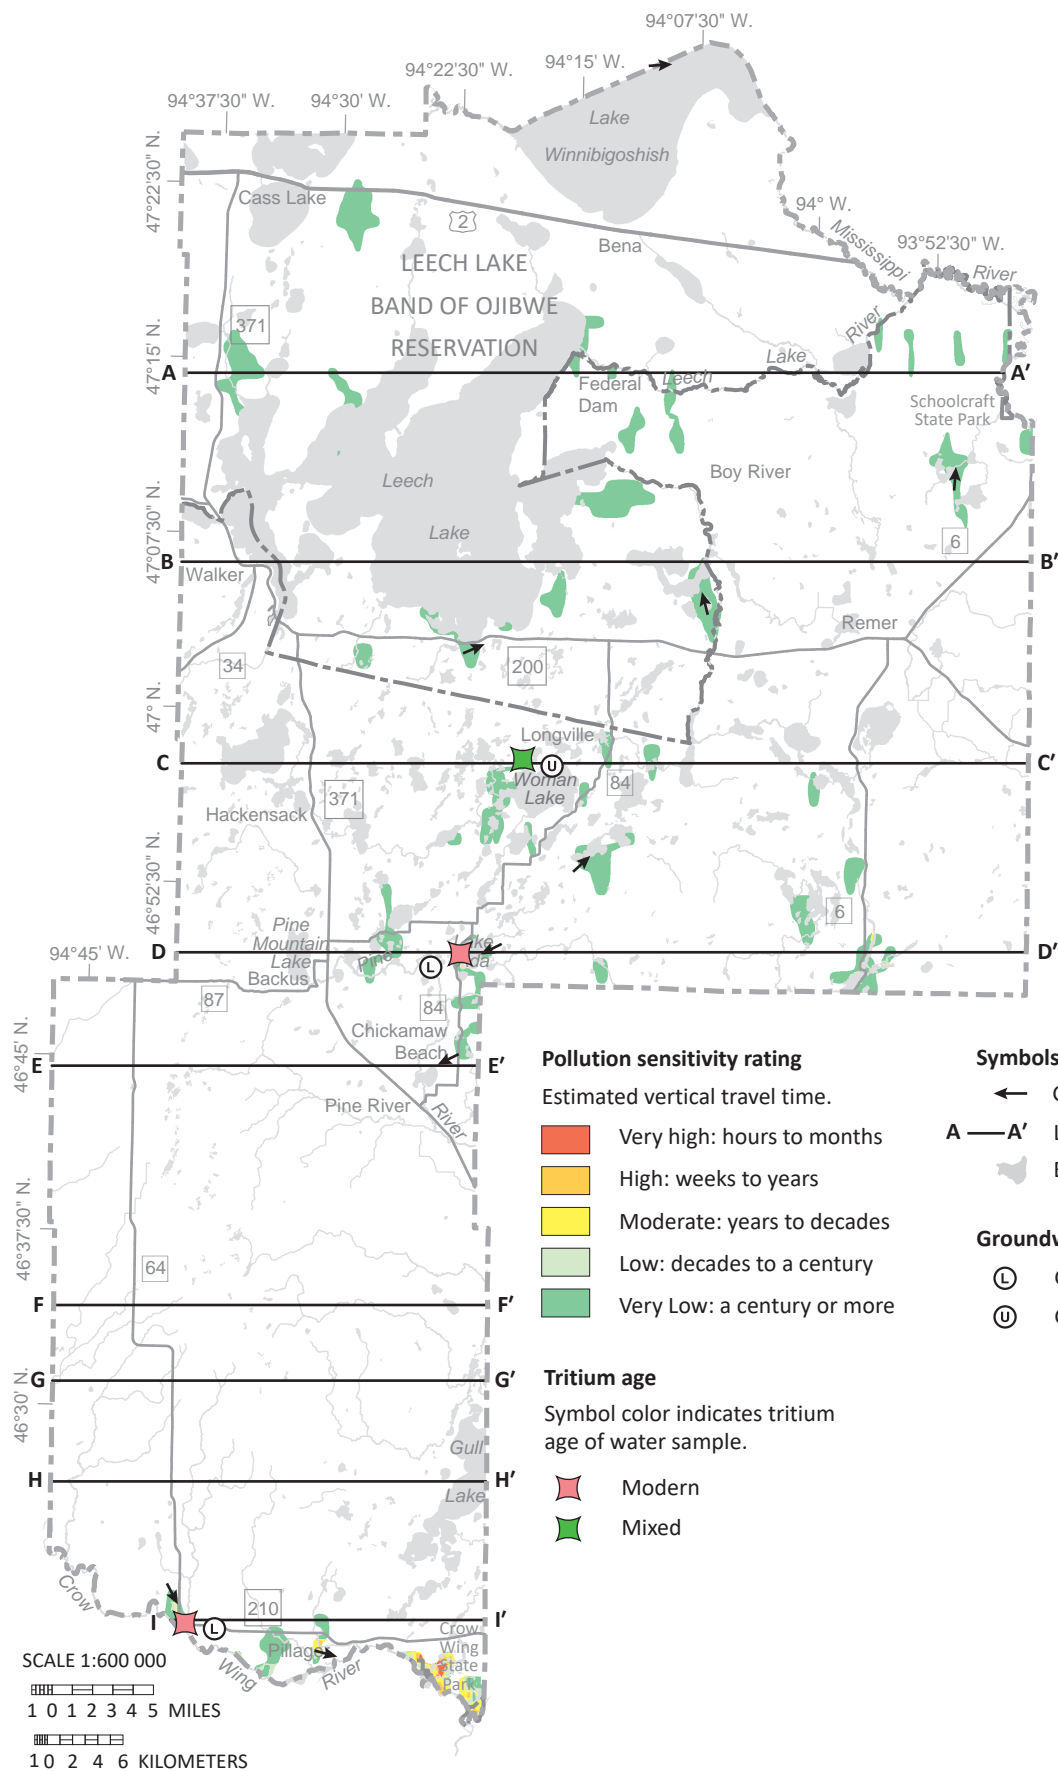 94°07'30" W.
94°15' W.
94°22'30" W.
94°37'30" W.
94°30' W.
Lake
Winnibigoshish
47°22'30" N.
Cass Lake
2
94° W.
Mississippi
93°52'30" W.
River
Bena
LEECH LAKE
BAND OF OJIBWE
RESERVATION
371
River
47°15' N.
Lake
A
A'
Federal
Dam
Leech
Schoolcraft
State Park
Boy River
Leech
Lake
6
47°07'30" N.
B
B'
Walker
Remer
34
200
47° N.
Longville
C
U
C'
Woman
Lake
84
371
Hackensack
46°52'30" N.
6
Pine
Mountain
Lake
Backus
94°45' W.
D
Pine
Lake
L
D'
87
84
Chickamaw
Beach
46°45' N.
E
E'
Pine River
River
46°37'30" N.
64
F
F'
46°30' N.
G
G'
Gull
Lake
H
H'
Crow
I
L
210
I'
Pillager
Wing
River
Crow
Wing
State
Park
SCALE 1:600 000
1 0 1 2 3 4 5 MILES
1 0 2 4 6 KILOMETERS
Pollution sensitivity rating
Estimated vertical travel time.
Very high: hours to months
High: weeks to years
Moderate: years to decades
Low: decades to a century
Very Low: a century or more
Tritium age
Symbol color indicates tritium
age of water sample.
Modern
Mixed
Symbols
A A' L
Groundw
L
U